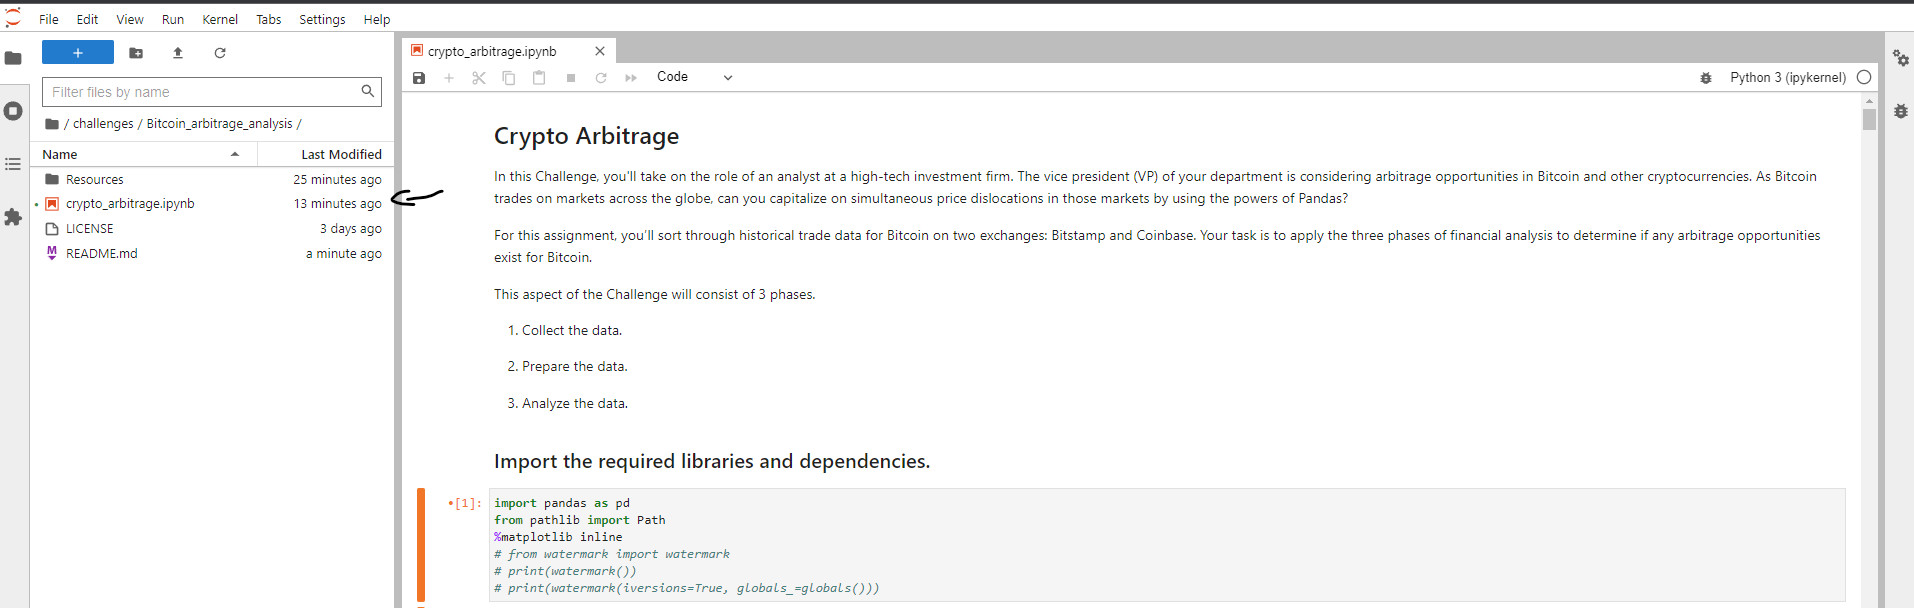 File Edit View Run Kernel Tabs Settings Help
+
Filter files by name
/ challenges / Bitcoin_arbitrage_analysis /
Name Last Modified
Resources 25 minutes ago
• crypto_arbitrage.ipynb 13 minutes ago
LICENSE 3 days ago
M README.md a minute ago
crypto_arbitrage.ipynb
Code Python 3 (ipykernel)
Crypto Arbitrage
In this Challenge, you'll take on the role of an analyst at a high-tech investment firm. The vice president (VP) of your department is considering arbitrage opportunities in Bitcoin and other cryptocurrencies. As Bitcoin
trades on markets across the globe, can you capitalize on simultaneous price dislocations in those markets by using the powers of Pandas?
For this assignment, you'll sort through historical trade data for Bitcoin on two exchanges: Bitstamp and Coinbase. Your task is to apply the three phases of financial analysis to determine if any arbitrage opportunities
exist for Bitcoin.
This aspect of the Challenge will consist of 3 phases.
1. Collect the data.
2. Prepare the data.
3. Analyze the data.
Import the required libraries and dependencies.
•[1]: import pandas as pd
from pathlib import Path
%matplotlib inline
# from watermark import watermark
# print(watermark())
# print(watermark(iversions=True, globals_=globals()))